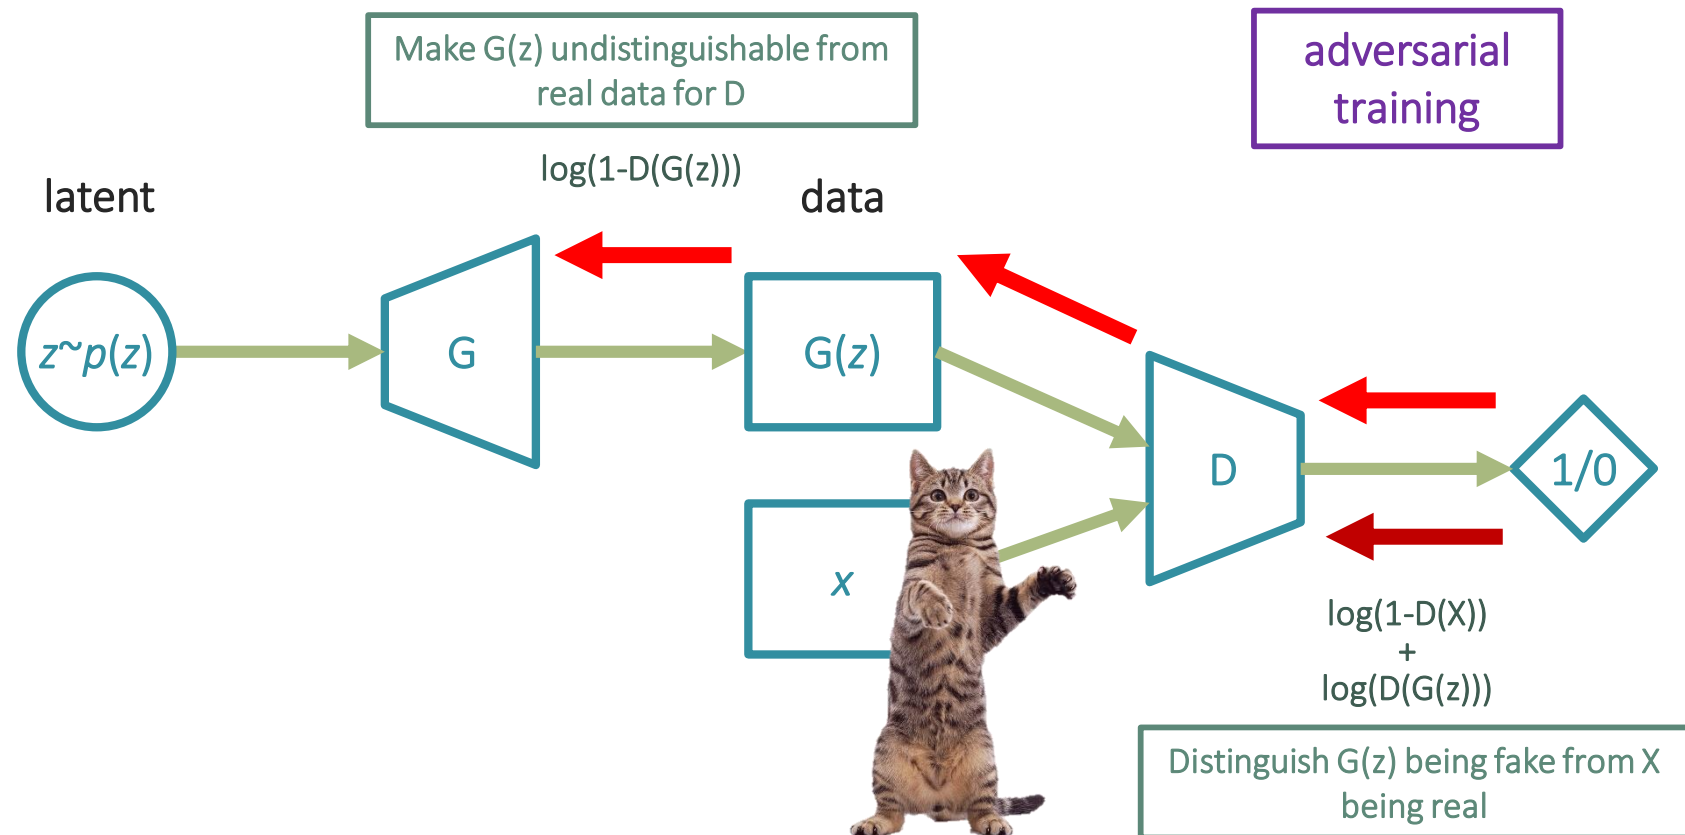 Make G(z) undistinguishable from
real data for D
adversarial
training
log(1-D(G(z)))
latent
data
z~p(z)
G
G(z)
D
1/0
x
log(1-D(X))
+
log(D(G(z)))
Distinguish G(z) being fake from X
being real